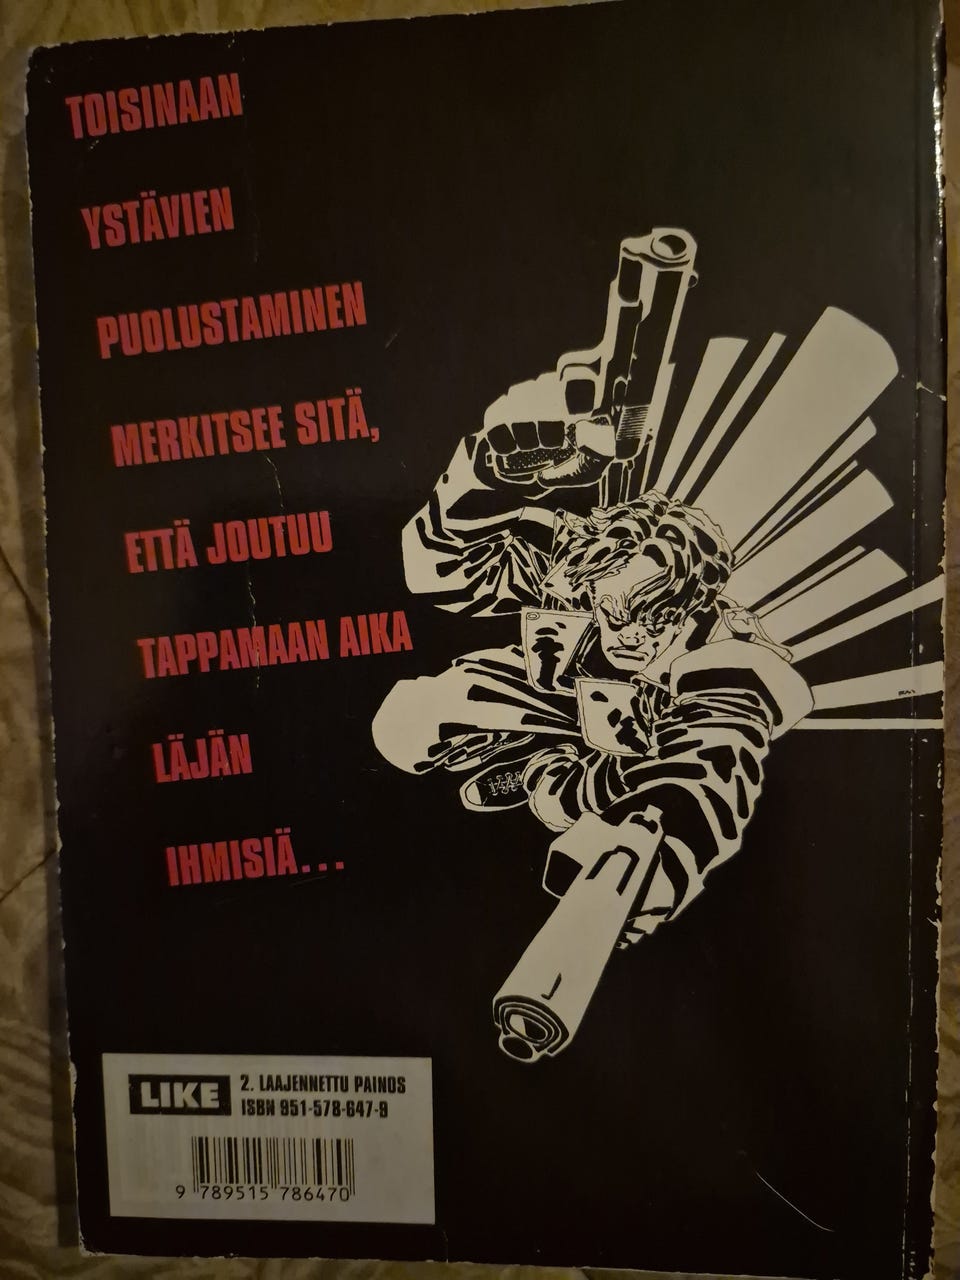 TOISINAAN
YSTÄVIEN
PUOLUSTAMINEN
MERKITSEE SITÄ,
ETTÄ JOUTUU
TAPPAMAAN AIKA
LÄJÄN
IHMISIÄ...
LIKE
2. LAAJENNETTU PAINOS
ISBN 951-578-647-9
9 789515 786470